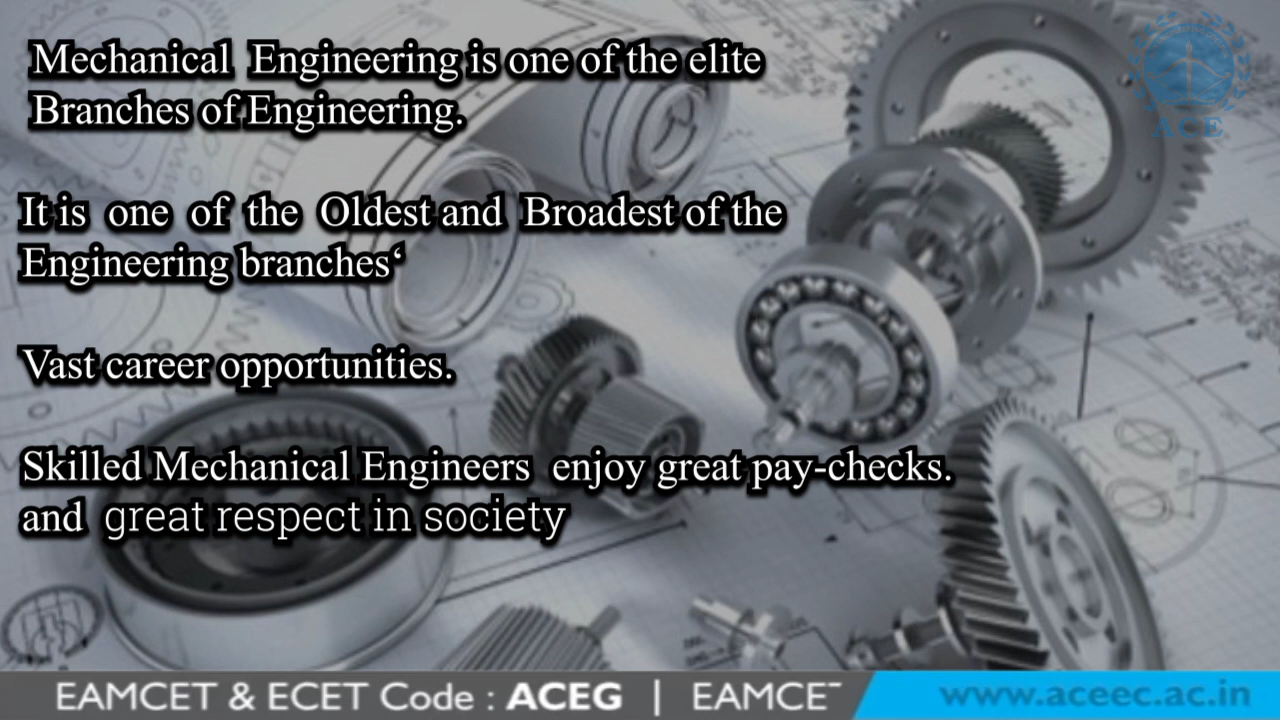 ACE
Mechanical Engineering is one of the elite
Branches of Engineering.
It is one of the Oldest and Broadest of the
Engineering branches‘
Vast career opportunities.
Skilled Mechanical Engineers enjoy great pay-checks.
and great respect in society
EAMCET & ECET Code : ACEG | EAMCE
www.aceec.ac.in